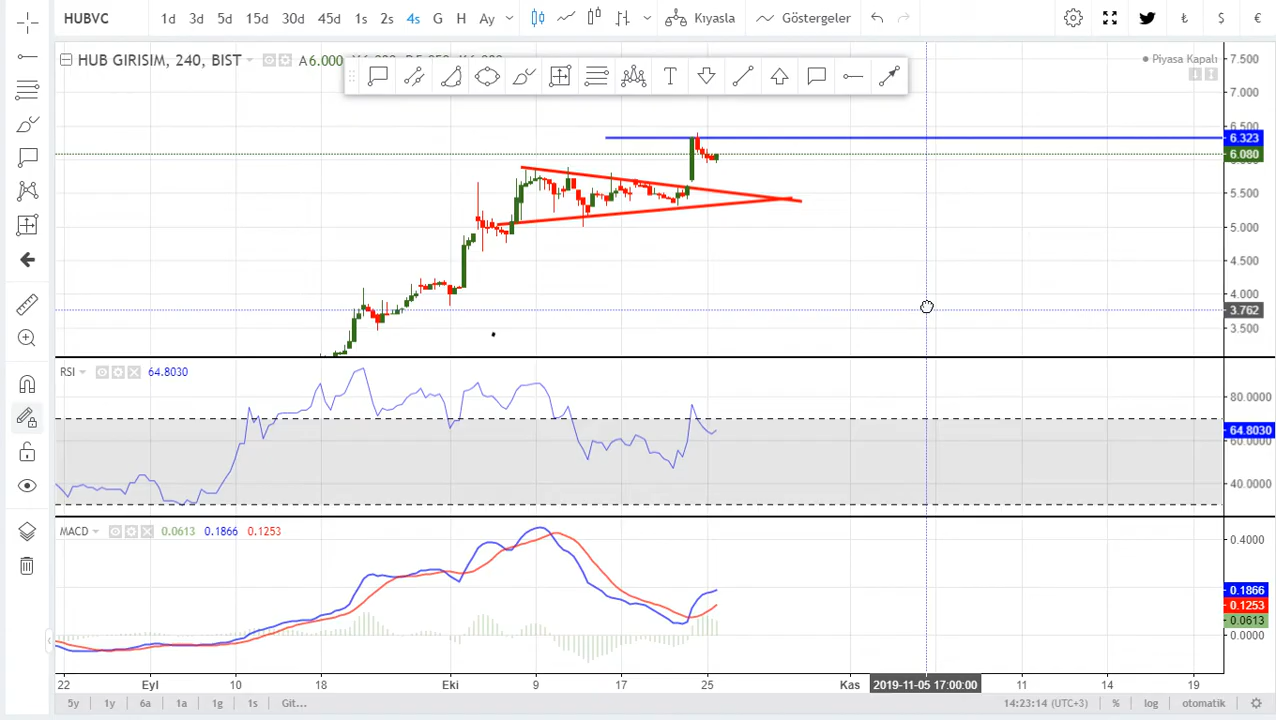 HUBVC 1d 3d 5d 15d 30d 45d 1s 2s 4s G H Ay Kıyasla Göstergeler ₺ $ €
HUB GIRISIM, 240, BIST A6.000
Piyasa Kapalı
7.500
7.000
6.500
6.323
6.080
5.500
5.000
4.500
4.000
3.762
3.500
RSI 64.8030
80.0000
64.8030
60.0000
40.0000
MACD 0.0613 0.1866 0.1253
0.4000
0.1866
0.1253
0.0613
0.0000
22 Eyl 10 18 Eki 9 17 25 Kas 2019-11-05 17:00:00 11 14 19
5y 1y 6a 1a 1g 1s Git... 14:23:14 (UTC+3) % log otomatik